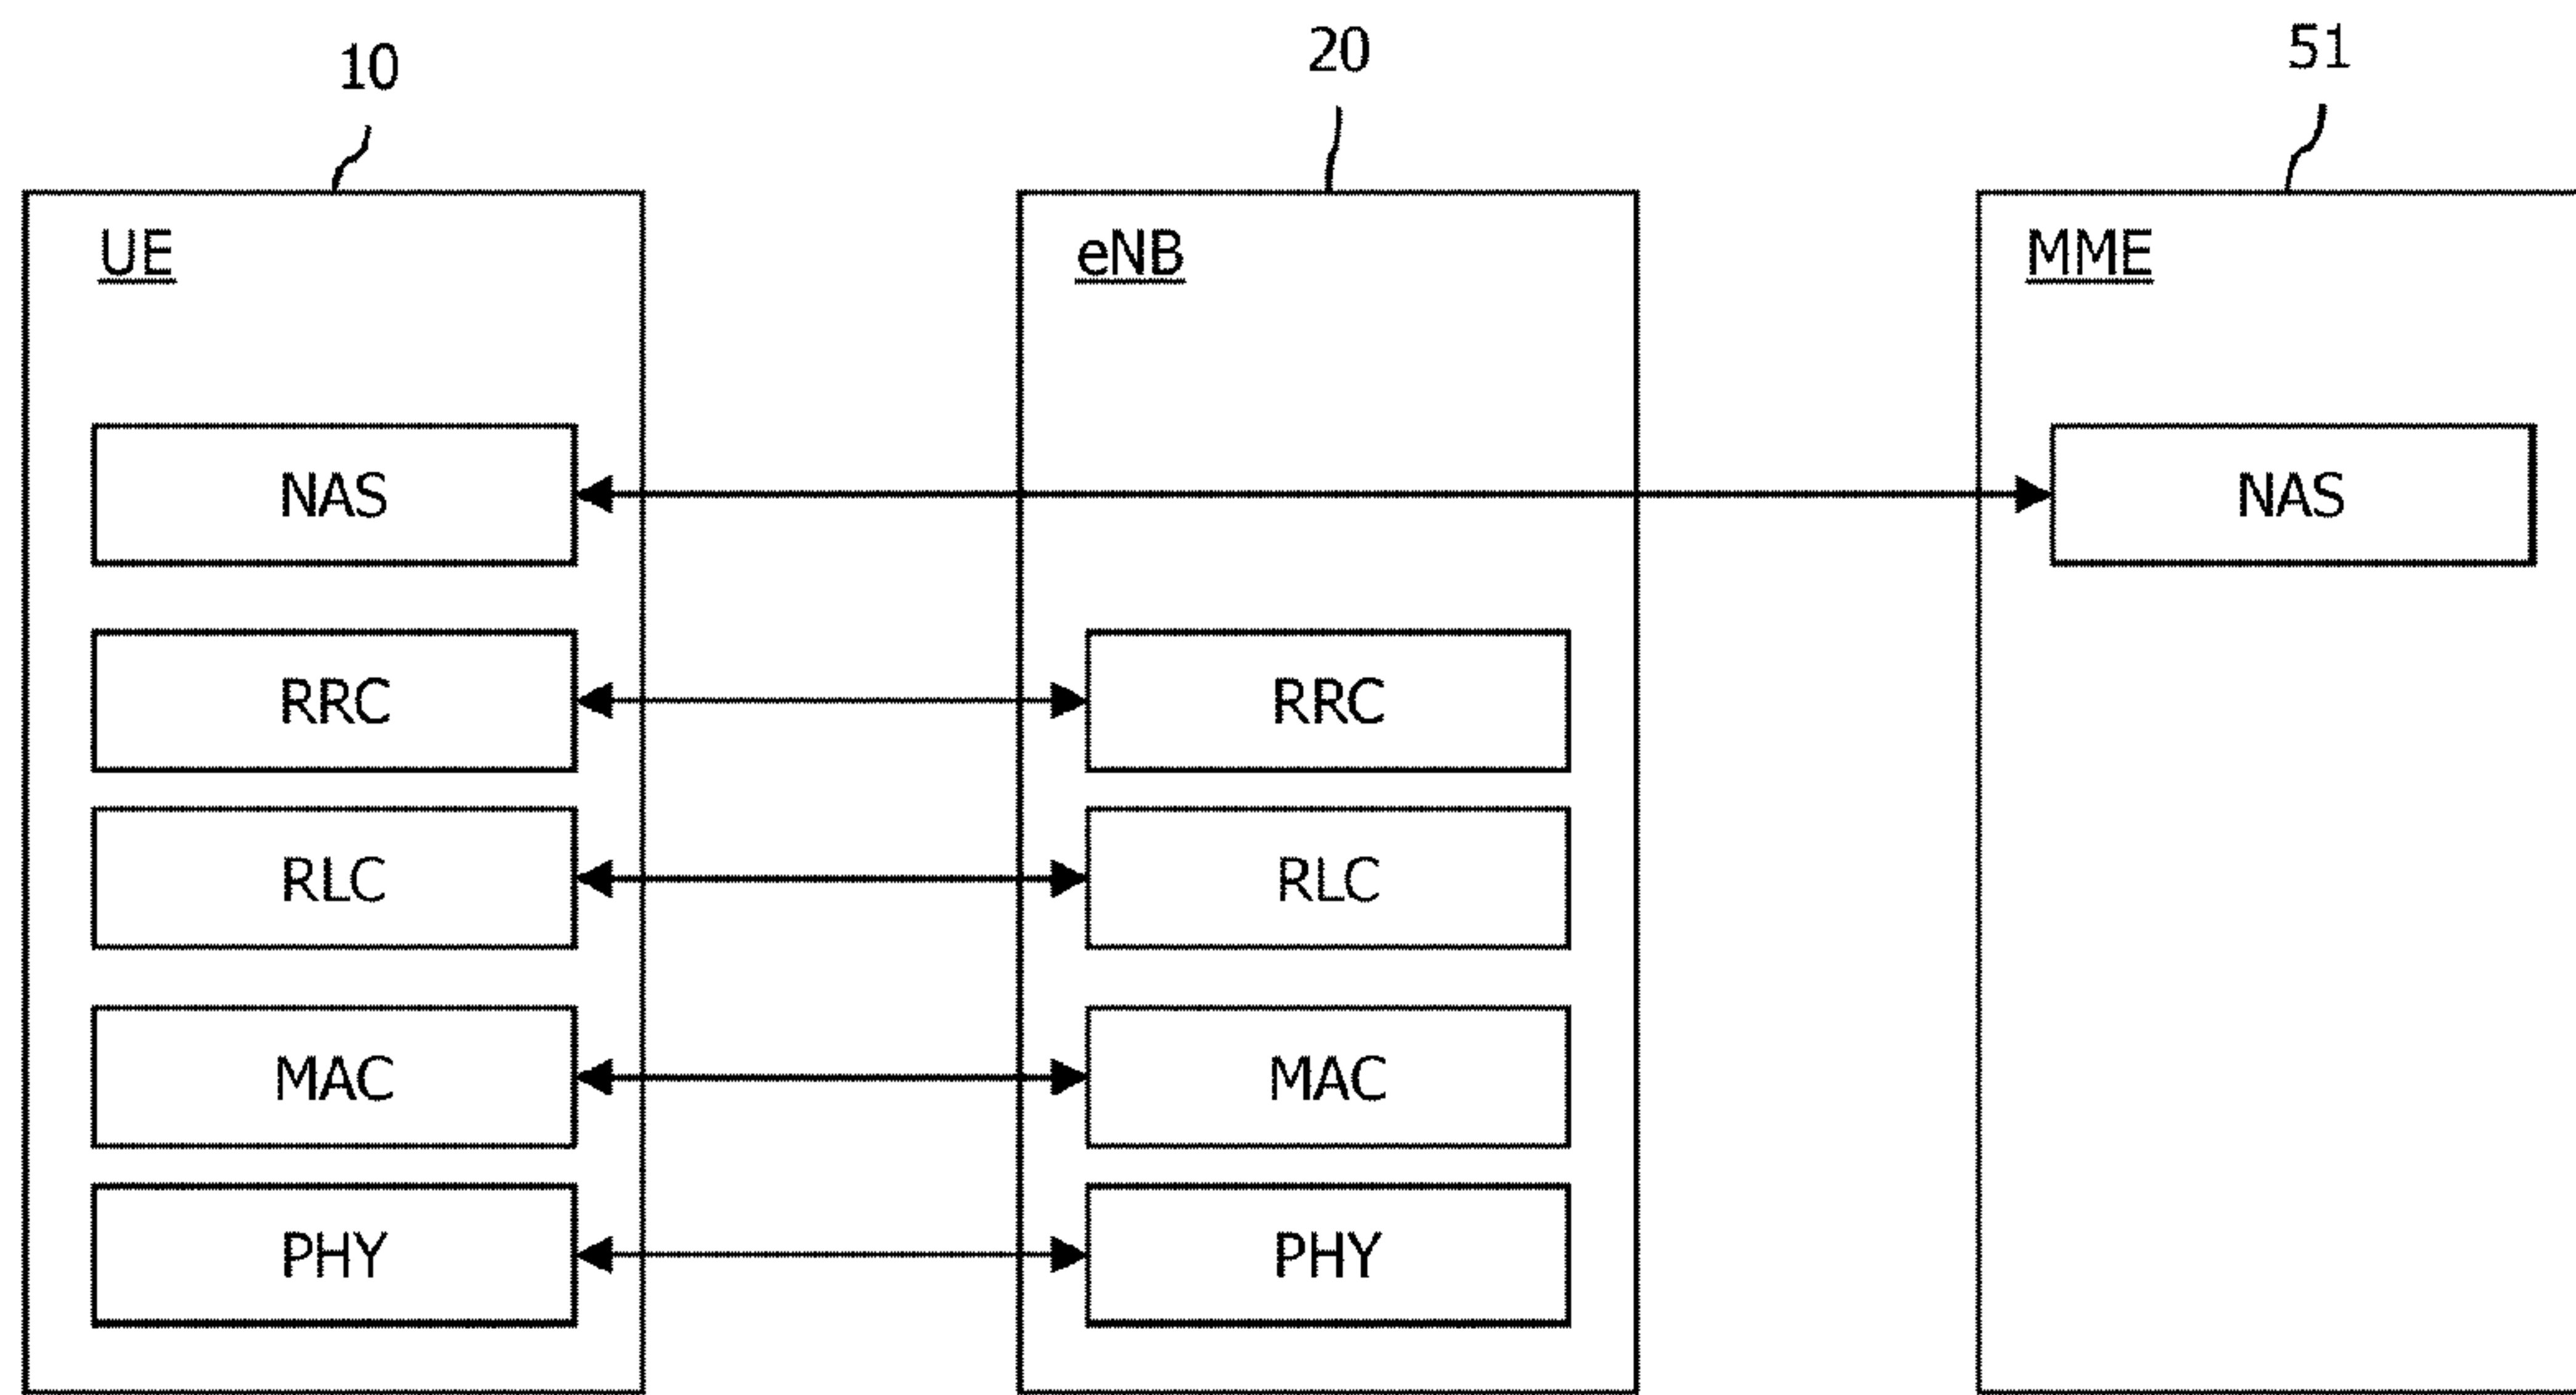 10 20 51
UE eNB MME
NAS NAS
RRC RRC
RLC RLC
MAC MAC
PHY PHY